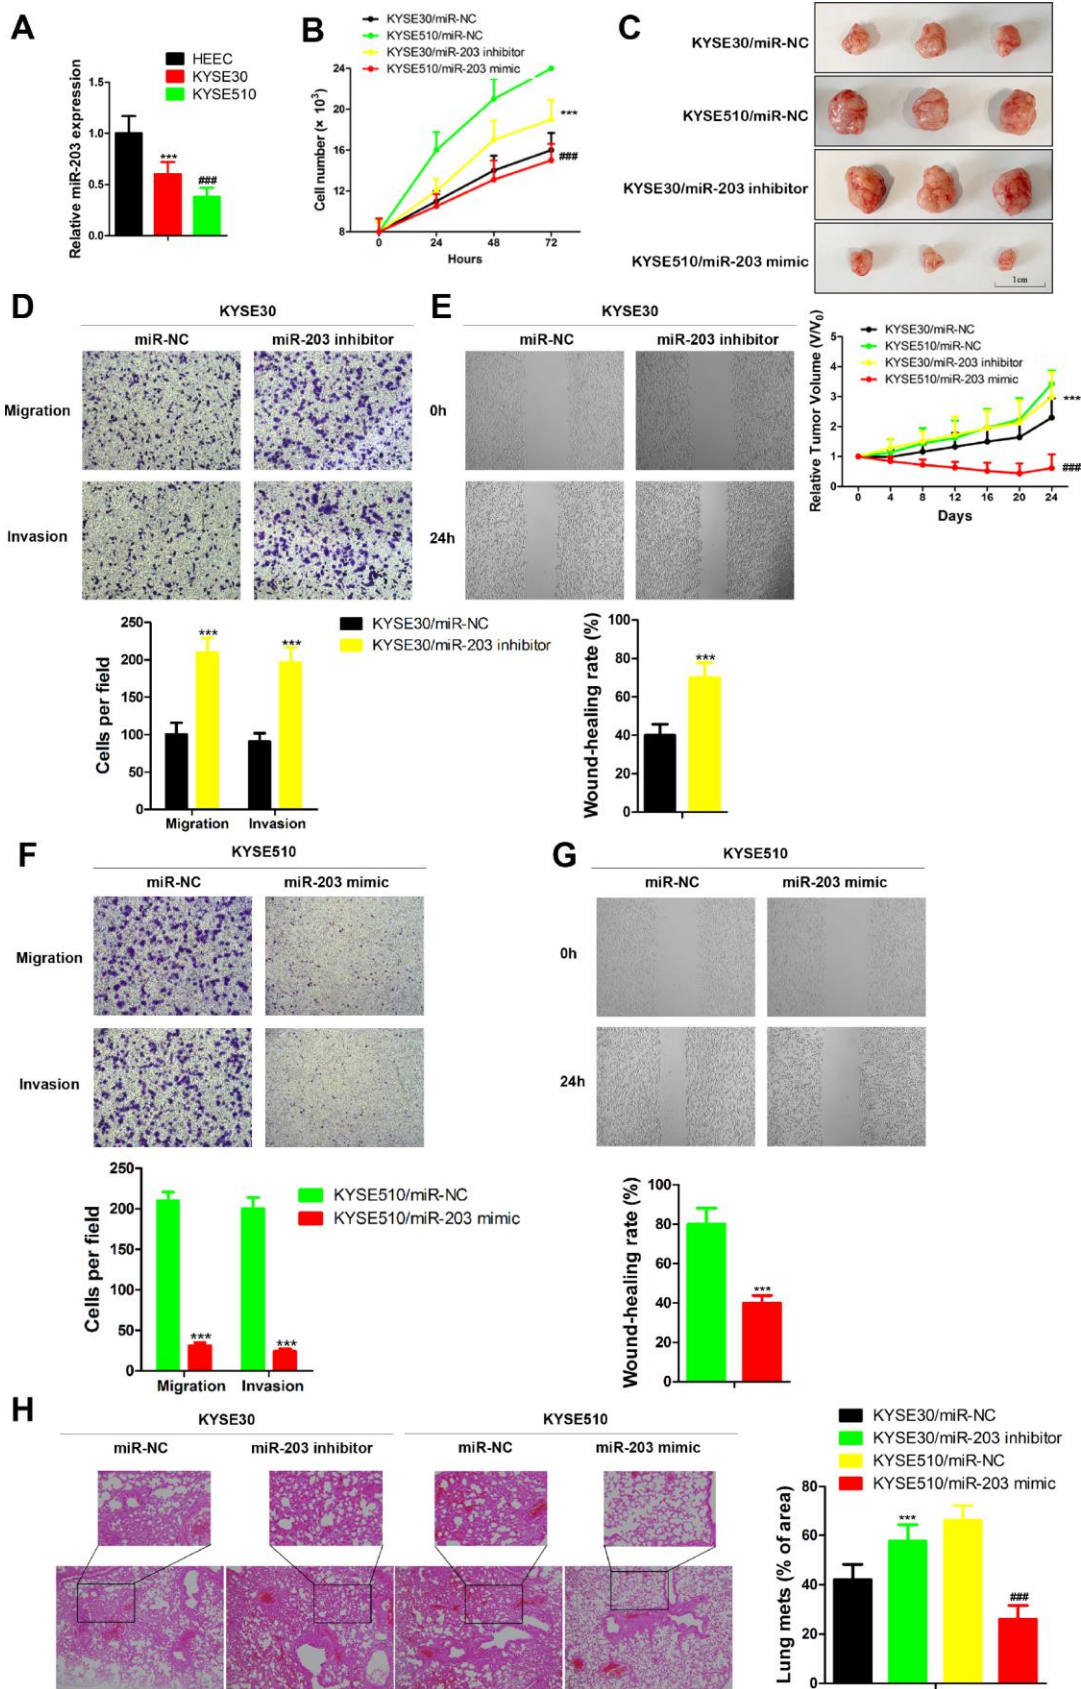 A
HEEC
KYSE30
KYSE510
Relative miR-203 expression
1.5
1.0
0.5
0.0
***
###
B
KYSE30/miR-NC
KYSE510/miR-NC
KYSE30/miR-203 inhibitor
KYSE510/miR-203 mimic
Cell number (× 10³)
24
20
16
12
8
***
###
0 24 48 72
Hours
C
KYSE30/miR-NC
KYSE510/miR-NC
KYSE30/miR-203 inhibitor
KYSE510/miR-203 mimic
1cm
KYSE30/miR-NC
KYSE510/miR-NC
KYSE30/miR-203 inhibitor
KYSE510/miR-203 mimic
Relative Tumor Volume (V/V₀)
5
4
3
2
1
0
***
###
0 4 8 12 16 20 24
Days
D
KYSE30
miR-NC miR-203 inhibitor
Migration
Invasion
KYSE30/miR-NC
KYSE30/miR-203 inhibitor
Cells per field
250
200
150
100
50
0
***
***
Migration Invasion
E
KYSE30
miR-NC miR-203 inhibitor
0h
24h
Wound-healing rate (%)
100
80
60
40
20
0
***
F
KYSE510
miR-NC miR-203 mimic
Migration
Invasion
KYSE510/miR-NC
KYSE510/miR-203 mimic
Cells per field
250
200
150
100
50
0
***
***
Migration Invasion
G
KYSE510
miR-NC miR-203 mimic
0h
24h
Wound-healing rate (%)
100
80
60
40
20
0
***
H
KYSE30 KYSE510
miR-NC miR-203 inhibitor miR-NC miR-203 mimic
KYSE30/miR-NC
KYSE30/miR-203 inhibitor
KYSE510/miR-NC
KYSE510/miR-203 mimic
Lung mets (% of area)
80
60
40
20
0
***
###